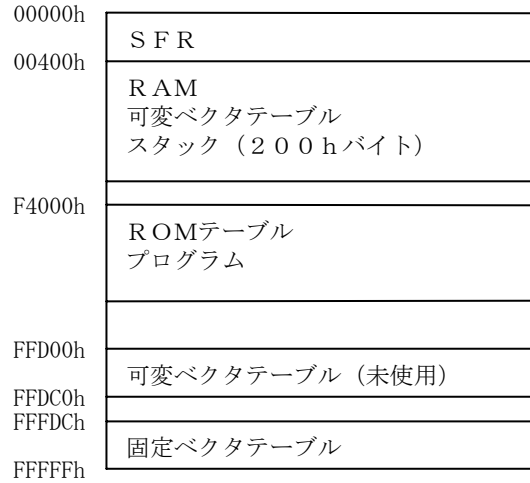 00000h
ＳＦＲ
00400h
ＲＡＭ
可変ベクタテーブル
スタック（２００ｈバイト）
F4000h
ＲＯＭテーブル
プログラム
FFD00h
可変ベクタテーブル（未使用）
FFDC0h
FFFDCh
固定ベクタテーブル
FFFFFh